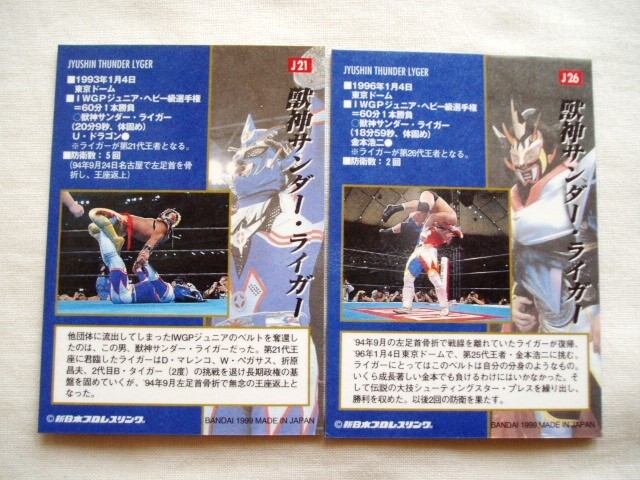 JYUSHIN THUNDER LYGER
J21
■1993年1月4日
東京ドーム
■IWGPジュニア・ヘビー級選手権
=60分1本勝負
○獣神サンダー・ライガー
(20分9秒、体固め)
U・ドラゴン●
※ライガーが第21代王者となる。
■防衛数：5回
('94年9月24日名古屋で左足首を骨
折し、王座返上)
獣神サンダー・ライガー
他団体に流出してしまったIWGPジュニアのベルトを奪還し
たのは、この男、獣神サンダー・ライガーだった。第21代王
座に君臨したライガーはD・マレンコ、W・ペガサス、折原
昌夫、2代目B・タイガー（2度）の挑戦を退け長期政権の基
盤を固めていくが、'94年9月左足首骨折で無念の王座返上と
なった。
©新日本プロレスリング
BANDAI 1999 MADE IN JAPAN
JYUSHIN THUNDER LYGER
J26
■1996年1月4日
東京ドーム
■IWGPジュニア・ヘビー級選手権
=60分1本勝負
○獣神サンダー・ライガー
(18分59秒、体固め)
金本浩二●
※ライガーが第26代王者となる。
■防衛数：2回
獣神サンダー・ライガー
'94年9月の左足首骨折で戦線を離れていたライガーが復帰、
'96年1月4日東京ドームで、第25代王者・金本浩二に挑む。
ライガーにとってはこのベルトは自分の分身のようなもの。
いくら成長著しい金本でも負けるわけにはいかなかった。そ
して伝説の大技シューティングスター・プレスを繰り出し、
勝利を収めた。以後2回の防衛を果たす。
©新日本プロレスリング
BANDAI 1999 MADE IN JAPAN